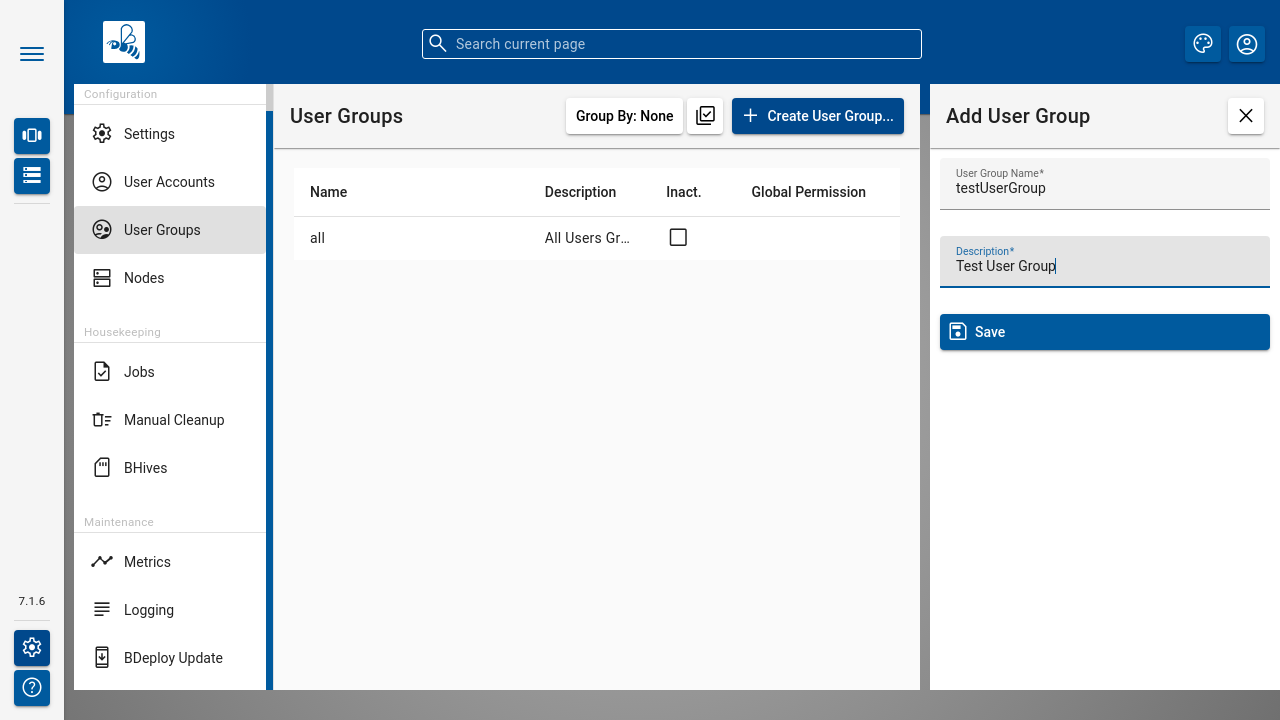 Search current page
Configuration
Settings
User Accounts
User Groups
Nodes
Housekeeping
Jobs
Manual Cleanup
BHives
Maintenance
Metrics
Logging
BDeploy Update
7.1.6
User Groups
Group By: None
Create User Group...
Name Description Inact. Global Permission
all All Users Gr...
Add User Group
User Group Name*
testUserGroup
Description*
Test User Group
Save